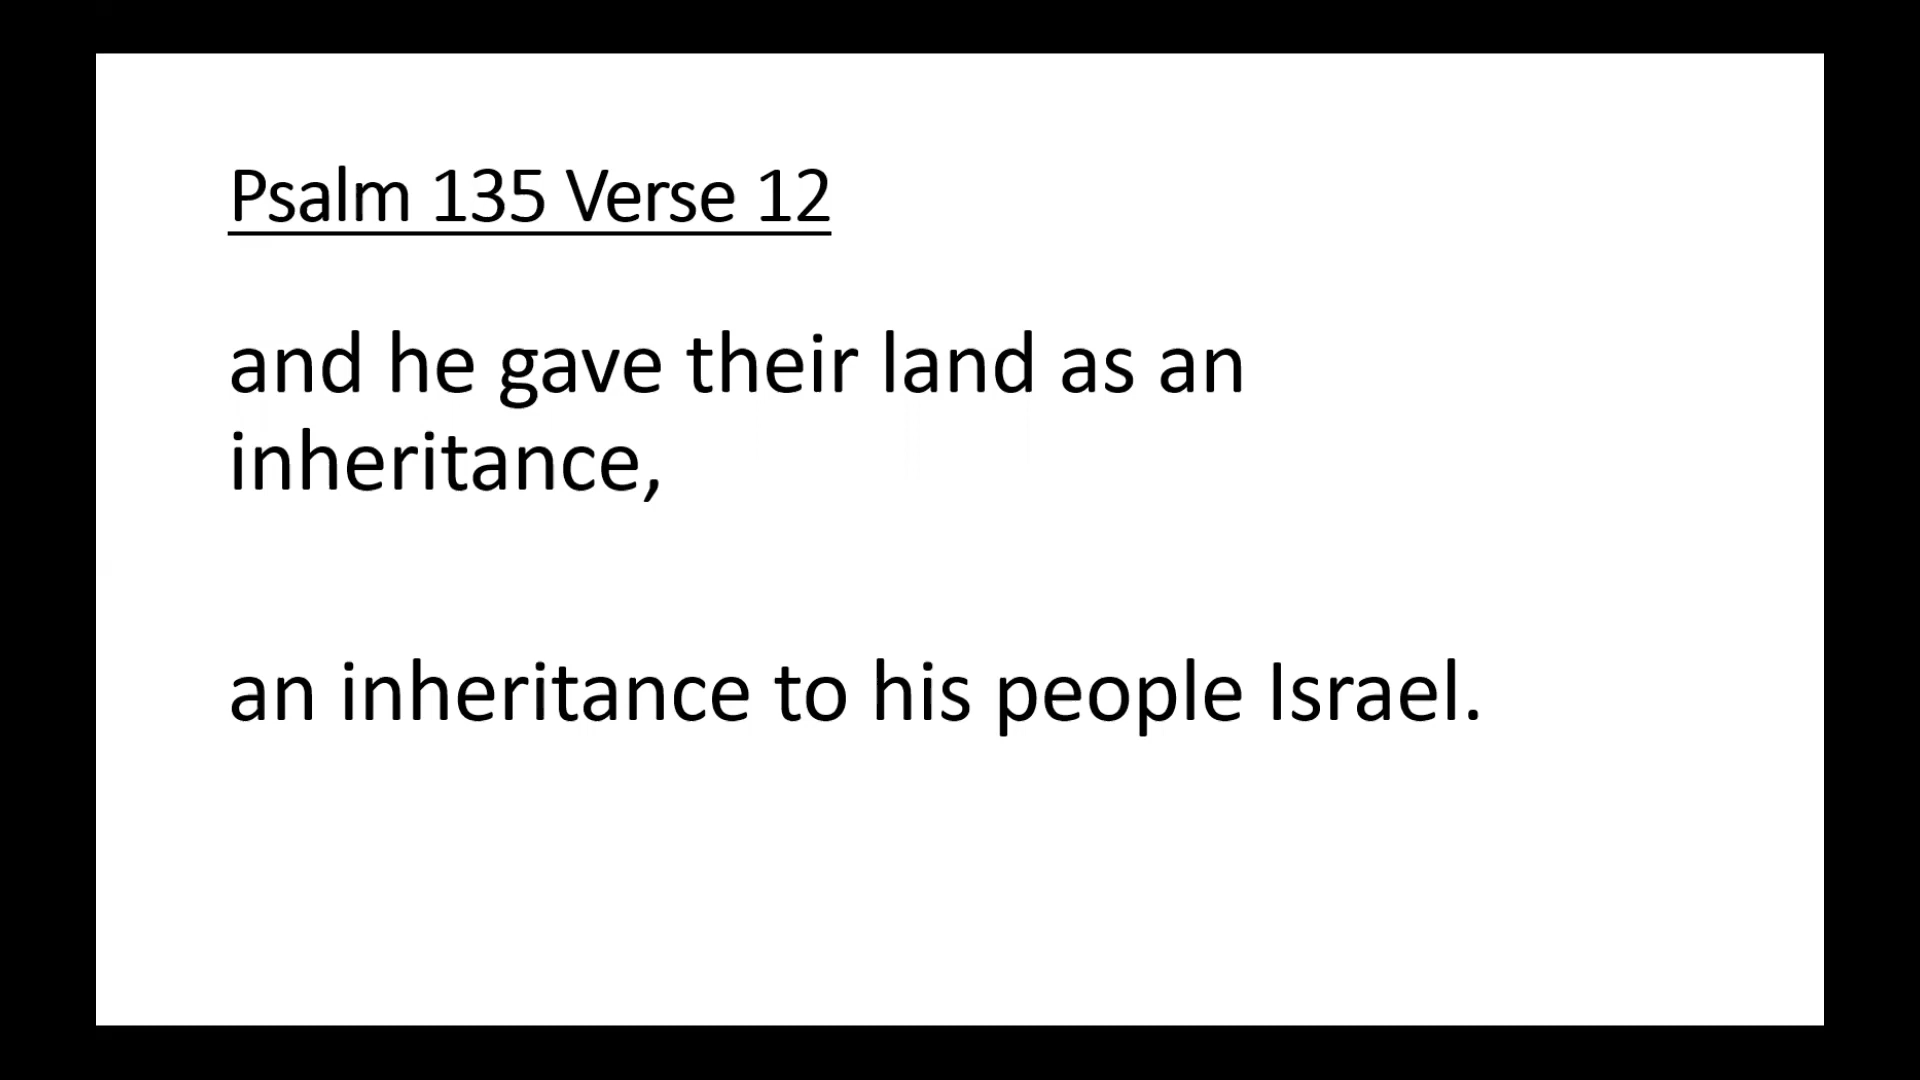 Psalm 135 Verse 12
and he gave their land as an
inheritance,
an inheritance to his people Israel.